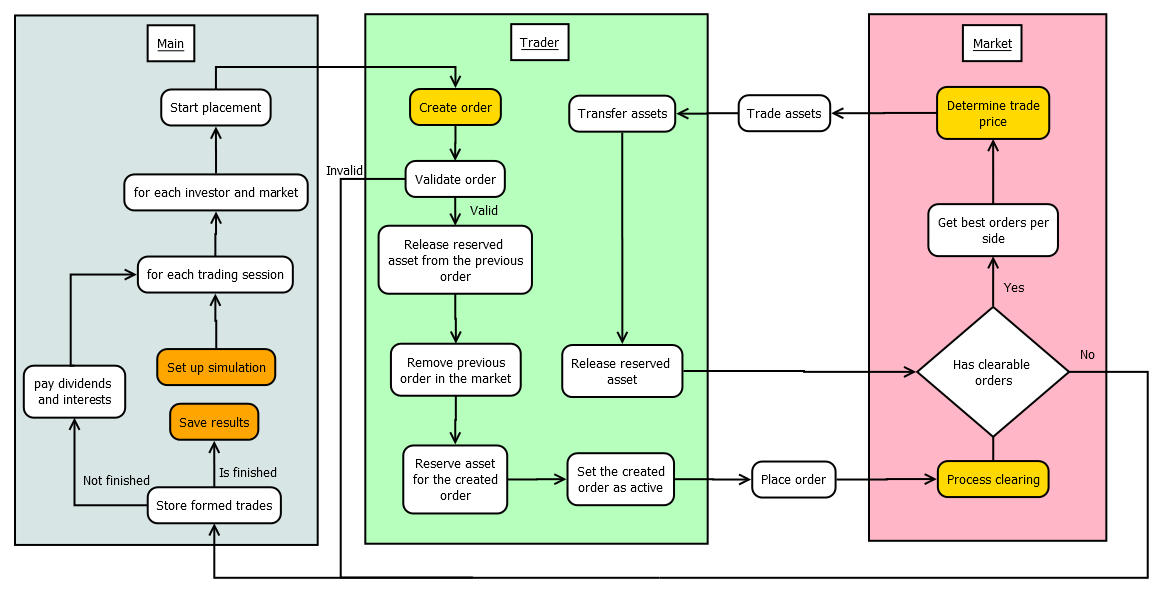 Main
Start placement
for each investor and market
for each trading session
Set up simulation
pay dividends
and interests
Save results
Not finished
Is finished
Store formed trades
Trader
Create order
Invalid
Validate order
Valid
Release reserved
asset from the previous
order
Remove previous
order in the market
Reserve asset
for the created
order
Set the created
order as active
Transfer assets
Release reserved
asset
Trade assets
Place order
Market
Determine trade
price
Get best orders per
side
Yes
Has clearable
orders
No
Process clearing